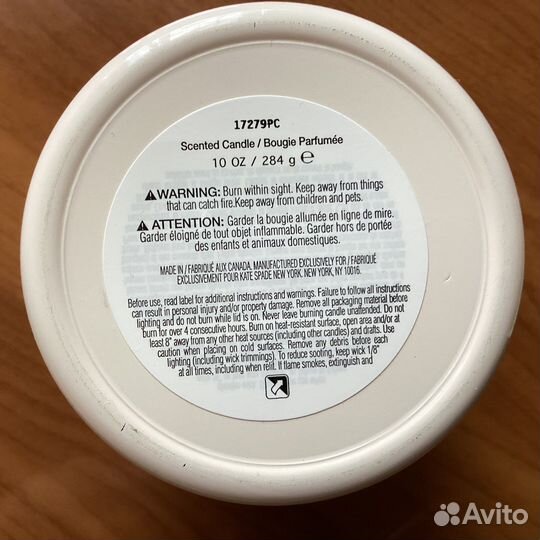 17279PC
Scented Candle / Bougie Parfumée
10 OZ / 284 g ℮
⚠WARNING: Burn within sight. Keep away from things
that can catch fire.Keep away from children and pets.
⚠ATTENTION: Garder la bougie allumée en ligne de mire.
Garder éloigné de tout objet inflammable. Garder hors de portée
des enfants et animaux domestiques.
MADE IN / FABRIQUÉ AUX CANADA. MANUFACTURED EXCLUSIVELY FOR / FABRIQUÉ
EXCLUSIVEMENT POUR KATE SPADE NEW YORK. NEW YORK, NY 10016.
Before use, read label for additional instructions and warnings. Failure to follow all instructions
can result in personal injury and/or property damage. Remove all packaging material before
lighting and do not burn while lid is on. Never leave burning candle unattended. Do not
burn for over 4 consecutive hours. Burn on heat-resistant surface, open area and/or at
least 8" away from any other heat sources (including other candles) and drafts. Use
caution when placing on cold surfaces. Remove any debris before each
lighting (including wick trimmings). To reduce sooting, keep wick 1/8"
at all times, including when relit. If flame smokes, extinguish and
Avito